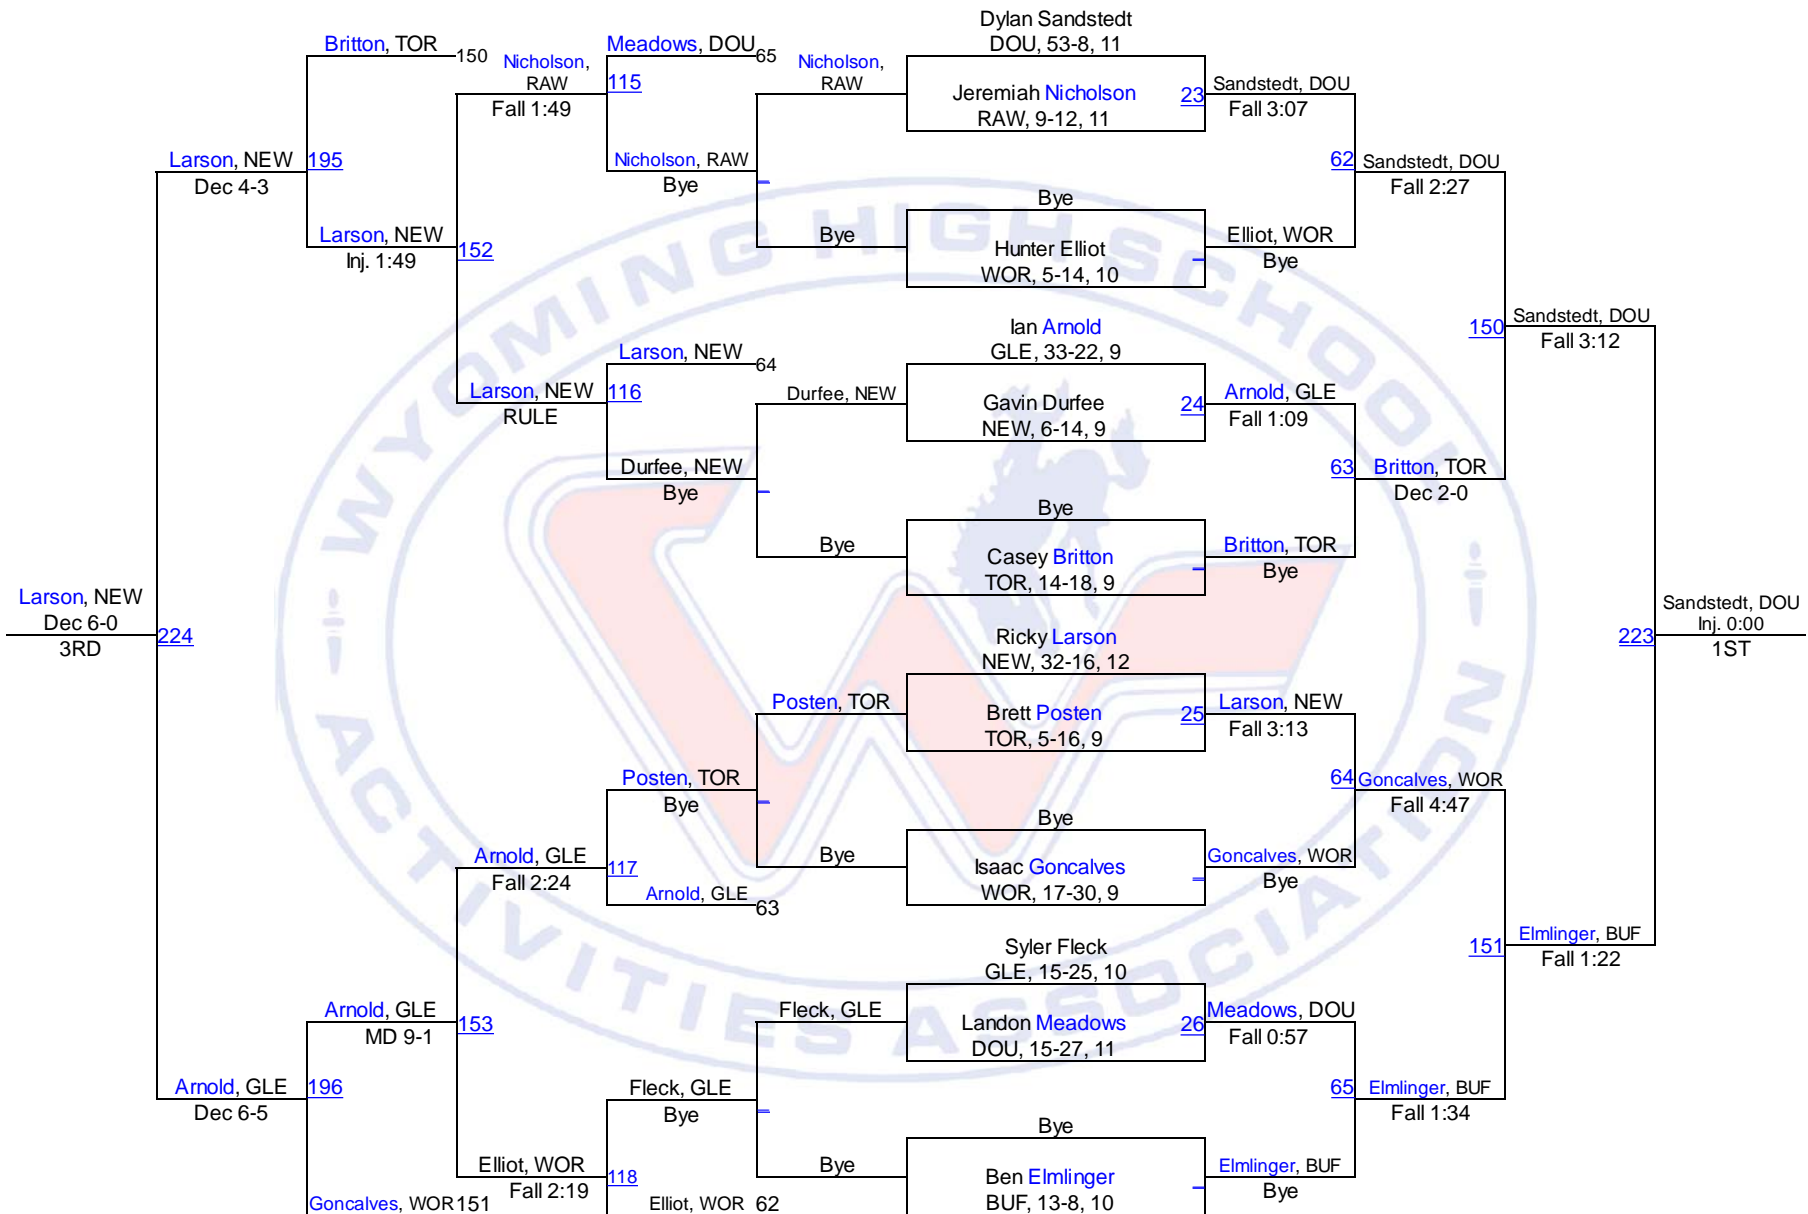 Dylan Sandstedt
DOU, 53-8, 11
Britton, TOR
150
Nicholson,
RAW
Fall 1:49
Meadows, DOU
65
115
Nicholson,
RAW
Jeremiah Nicholson
RAW, 9-12, 11
23
Sandstedt, DOU
Fall 3:07
Larson, NEW
Dec 4-3
195
Nicholson, RAW
Bye
62
Sandstedt, DOU
Fall 2:27
Bye
Larson, NEW
Inj. 1:49
152
Bye
Hunter Elliot
WOR, 5-14, 10
Elliot, WOR
Bye
Ian Arnold
GLE, 33-22, 9
150
Sandstedt, DOU
Fall 3:12
Larson, NEW
64
Larson, NEW
RULE
116
Durfee, NEW
Gavin Durfee
NEW, 6-14, 9
24
Arnold, GLE
Fall 1:09
Durfee, NEW
Bye
63
Britton, TOR
Dec 2-0
Bye
Bye
Casey Britton
TOR, 14-18, 9
Britton, TOR
Bye
Larson, NEW
Dec 6-0
3RD
224
Ricky Larson
NEW, 32-16, 12
223
Sandstedt, DOU
Inj. 0:00
1ST
Posten, TOR
Brett Posten
TOR, 5-16, 9
25
Larson, NEW
Fall 3:13
Posten, TOR
Bye
64
Goncalves, WOR
Fall 4:47
Bye
Arnold, GLE
Fall 2:24
117
Arnold, GLE
63
Bye
Isaac Goncalves
WOR, 17-30, 9
Goncalves, WOR
Bye
Syler Fleck
GLE, 15-25, 10
151
Elmlinger, BUF
Fall 1:22
Arnold, GLE
MD 9-1
153
Fleck, GLE
Landon Meadows
DOU, 15-27, 11
26
Meadows, DOU
Fall 0:57
Arnold, GLE
Dec 6-5
196
Fleck, GLE
Bye
65
Elmlinger, BUF
Fall 1:34
Bye
Elliot, WOR
Fall 2:19
118
Bye
Ben Elmlinger
BUF, 13-8, 10
Elmlinger, BUF
Bye
Goncalves, WOR
151
Elliot, WOR
62
WYOMING HIGH SCHOOL
ACTIVITIES ASSOCIATION